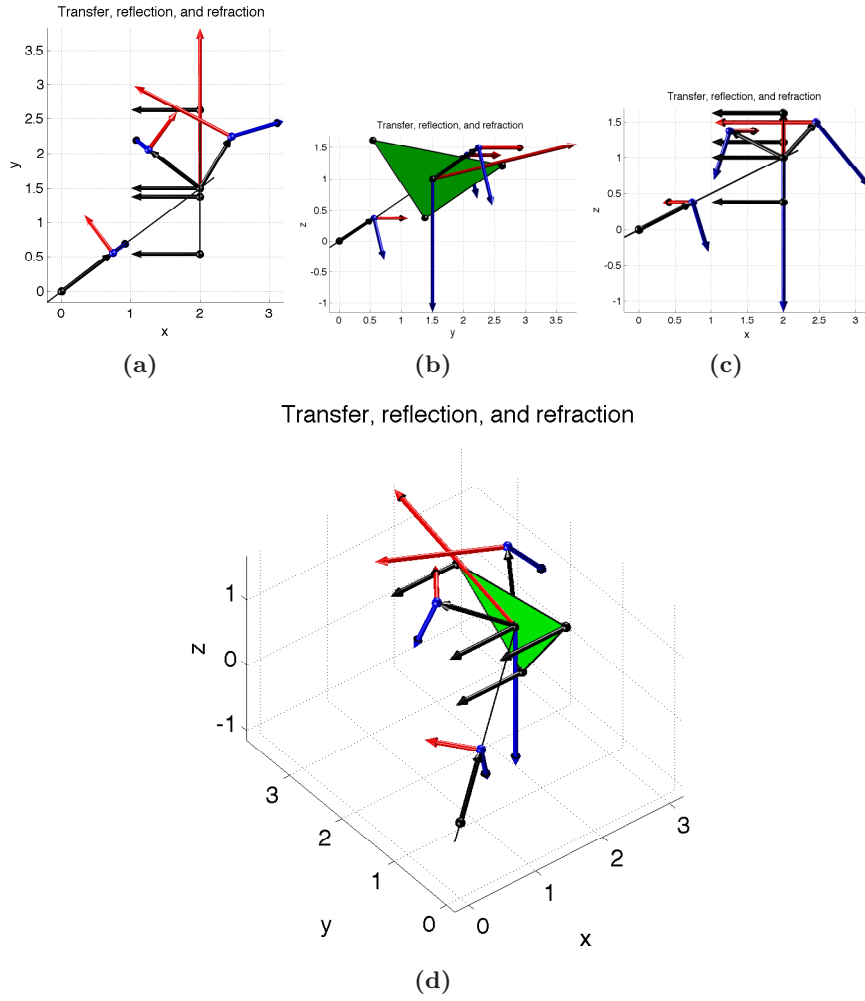 Transfer, reflection, and refraction
3.5
3
2.5
2
1.5
1
0.5
0
y
0 1 2 3
x
(a)
Transfer, reflection, and refraction
1.5
1
0.5
0
-0.5
-1
z
0 0.5 1 1.5 2 2.5 3 3.5
y
(b)
Transfer, reflection, and refraction
1.5
1
0.5
0
-0.5
-1
z
0 0.5 1 1.5 2 2.5 3
x
(c)
Transfer, reflection, and refraction
1
0
-1
z
3
2
1
0
y
0
1
2
3
x
(d)